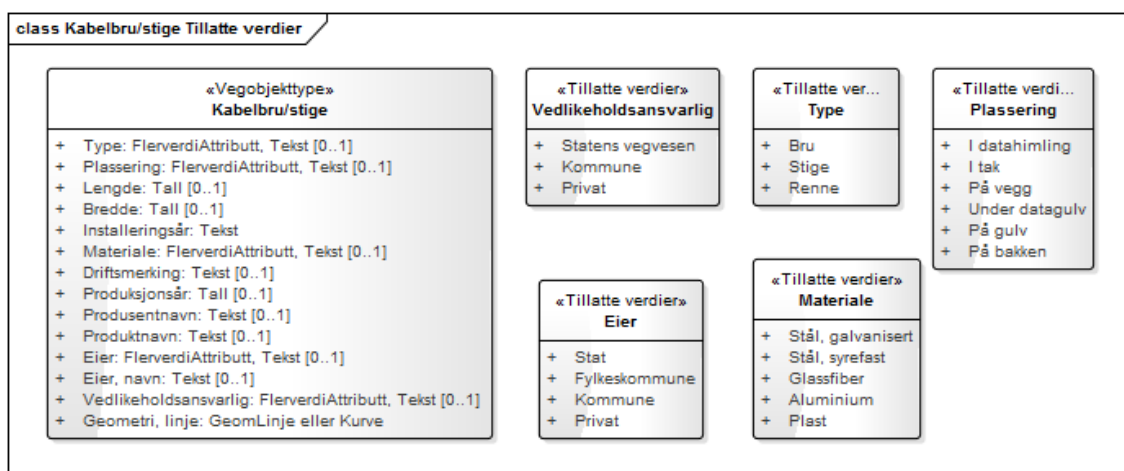 class Kabelbru/stige Tillatte verdier
«Vegobjekttype»
Kabelbru/stige
+ Type: FlerverdiAttributt, Tekst [0..1]
+ Plassering: FlerverdiAttributt, Tekst [0..1]
+ Lengde: Tall [0..1]
+ Bredde: Tall [0..1]
+ Installeringsår: Tekst
+ Materiale: FlerverdiAttributt, Tekst [0..1]
+ Driftsmerking: Tekst [0..1]
+ Produksjonsår: Tall [0..1]
+ Produsentnavn: Tekst [0..1]
+ Produktnavn: Tekst [0..1]
+ Eier: FlerverdiAttributt, Tekst [0..1]
+ Eier, navn: Tekst [0..1]
+ Vedlikeholdsansvarlig: FlerverdiAttributt, Tekst [0..1]
+ Geometri, linje: GeomLinje eller Kurve
«Tillatte verdier»
Vedlikeholdsansvarlig
+ Statens vegvesen
+ Kommune
+ Privat
«Tillatte ver...
Type
+ Bru
+ Stige
+ Renne
«Tillatte verdi...
Plassering
+ I datahimling
+ I tak
+ På vegg
+ Under datagulv
+ På gulv
+ På bakken
«Tillatte verdier»
Eier
+ Stat
+ Fylkeskommune
+ Kommune
+ Privat
«Tillatte verdier»
Materiale
+ Stål, galvanisert
+ Stål, syrefast
+ Glassfiber
+ Aluminium
+ Plast